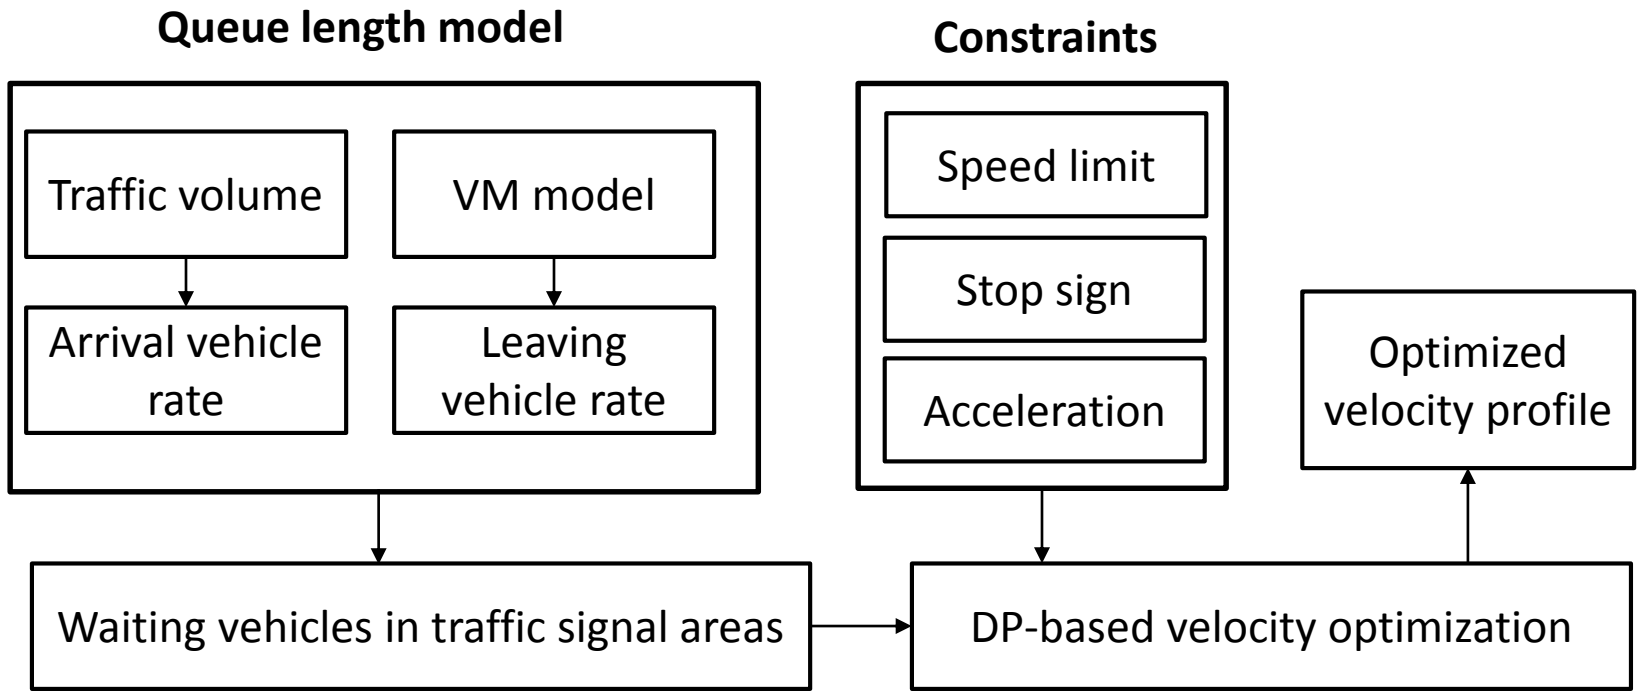 Queue length model
Constraints
Traffic volume
VM model
Arrival vehicle
rate
Leaving
vehicle rate
Speed limit
Stop sign
Acceleration
Optimized
velocity profile
Waiting vehicles in traffic signal areas
DP-based velocity optimization